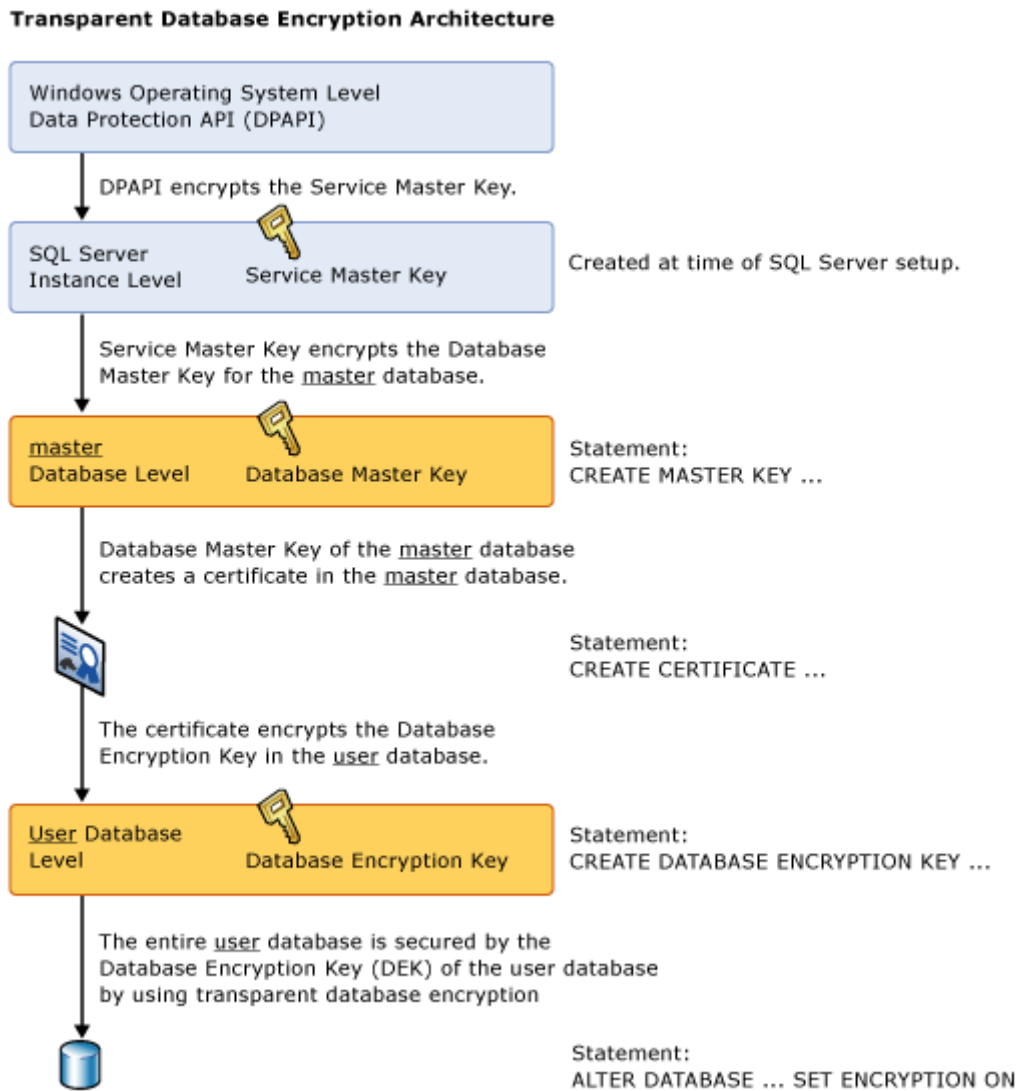 Transparent Database Encryption Architecture
Windows Operating System Level
Data Protection API (DPAPI)
DPAPI encrypts the Service Master Key.
SQL Server
Instance Level
Service Master Key
Created at time of SQL Server setup.
Service Master Key encrypts the Database
Master Key for the master database.
master
Database Level
Database Master Key
Statement:
CREATE MASTER KEY ...
Database Master Key of the master database
creates a certificate in the master database.
Statement:
CREATE CERTIFICATE ...
The certificate encrypts the Database
Encryption Key in the user database.
User Database
Level
Database Encryption Key
Statement:
CREATE DATABASE ENCRYPTION KEY ...
The entire user database is secured by the
Database Encryption Key (DEK) of the user database
by using transparent database encryption
Statement:
ALTER DATABASE ... SET ENCRYPTION ON